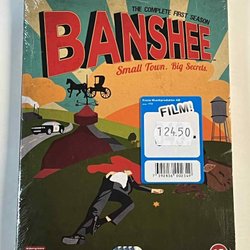 THE COMPLETE FIRST SEASON
BANSHEE
Small Town. Big Secrets.
FILM!
124.50